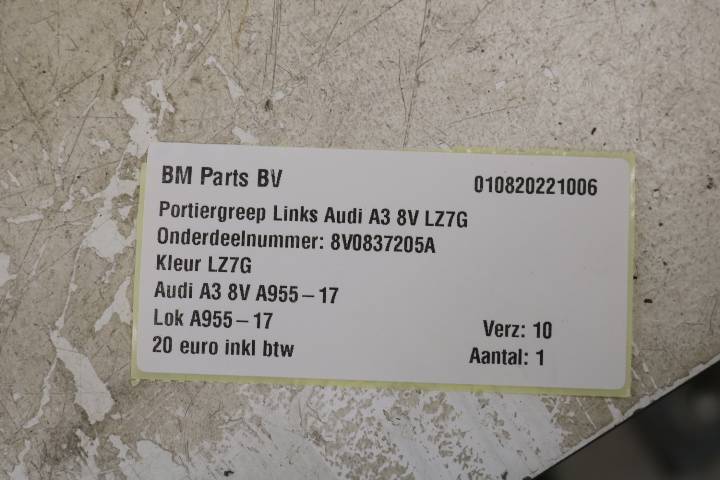 BM Parts BV 010820221006
Portiergreep Links Audi A3 8V LZ7G
Onderdeelnummer: 8V0837205A
Kleur LZ7G
Audi A3 8V A955-17
Lok A955-17 Verz: 10
20 euro inkl btw Aantal: 1